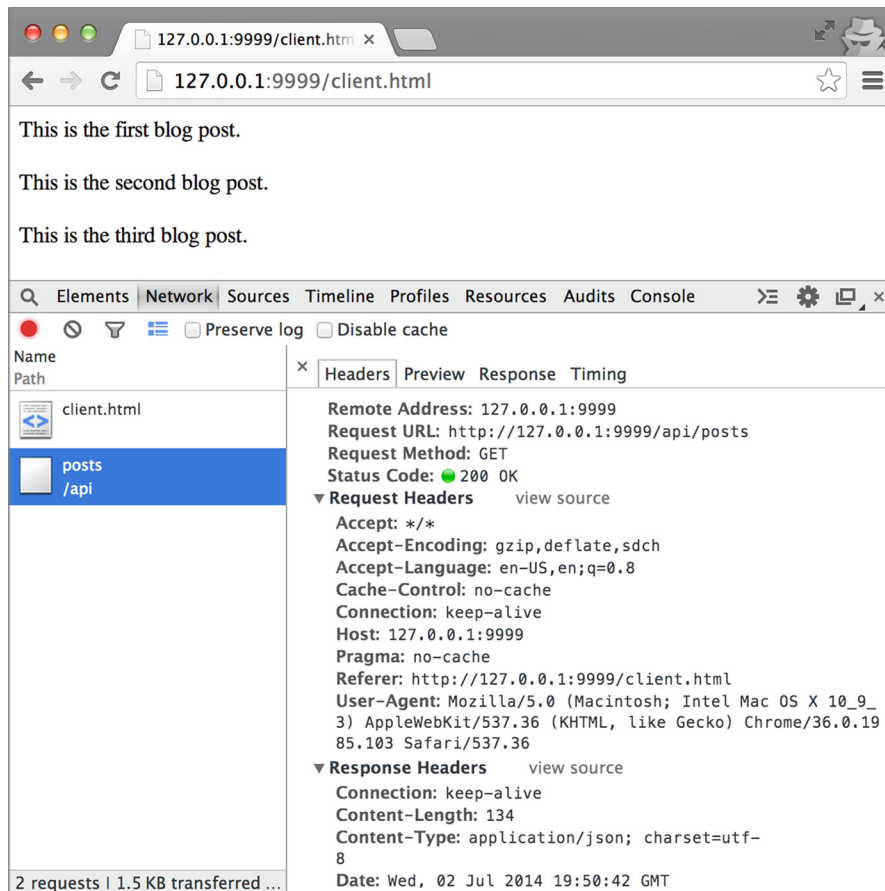 127.0.0.1:9999/client.htm ×
127.0.0.1:9999/client.html
This is the first blog post.
This is the second blog post.
This is the third blog post.
Elements Network Sources Timeline Profiles Resources Audits Console
Preserve log Disable cache
Name
Path
client.html
posts
/api
2 requests | 1.5 KB transferred ...
× Headers Preview Response Timing
Remote Address: 127.0.0.1:9999
Request URL: http://127.0.0.1:9999/api/posts
Request Method: GET
Status Code: 200 OK
Request Headers view source
Accept: */*
Accept-Encoding: gzip,deflate,sdch
Accept-Language: en-US,en;q=0.8
Cache-Control: no-cache
Connection: keep-alive
Host: 127.0.0.1:9999
Pragma: no-cache
Referer: http://127.0.0.1:9999/client.html
User-Agent: Mozilla/5.0 (Macintosh; Intel Mac OS X 10_9_
3) AppleWebKit/537.36 (KHTML, like Gecko) Chrome/36.0.19
85.103 Safari/537.36
Response Headers view source
Connection: keep-alive
Content-Length: 134
Content-Type: application/json; charset=utf-
8
Date: Wed, 02 Jul 2014 19:50:42 GMT